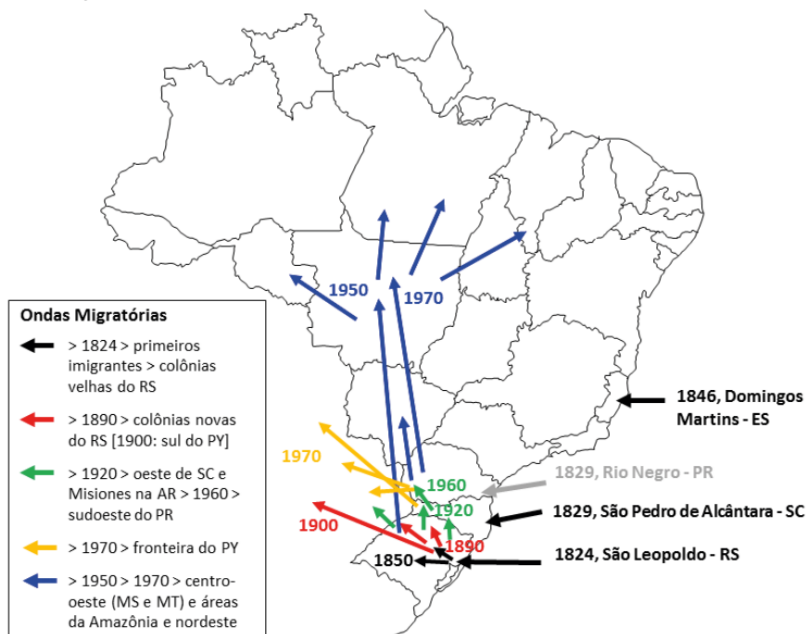 1950
1970
Ondas Migratórias
> 1824 > primeiros
imigrantes > colônias
velhas do RS
> 1890 > colônias novas
do RS [1900: sul do PY]
> 1920 > oeste de SC e
Misiones na AR > 1960 >
sudoeste do PR
> 1970 > fronteira do PY
> 1950 > 1970 > centro-
oeste (MS e MT) e áreas
da Amazônia e nordeste
1846, Domingos
Martins - ES
1970
1960
1829, Rio Negro - PR
1920
1829, São Pedro de Alcântara - SC
1900
1890
1850
1824, São Leopoldo - RS